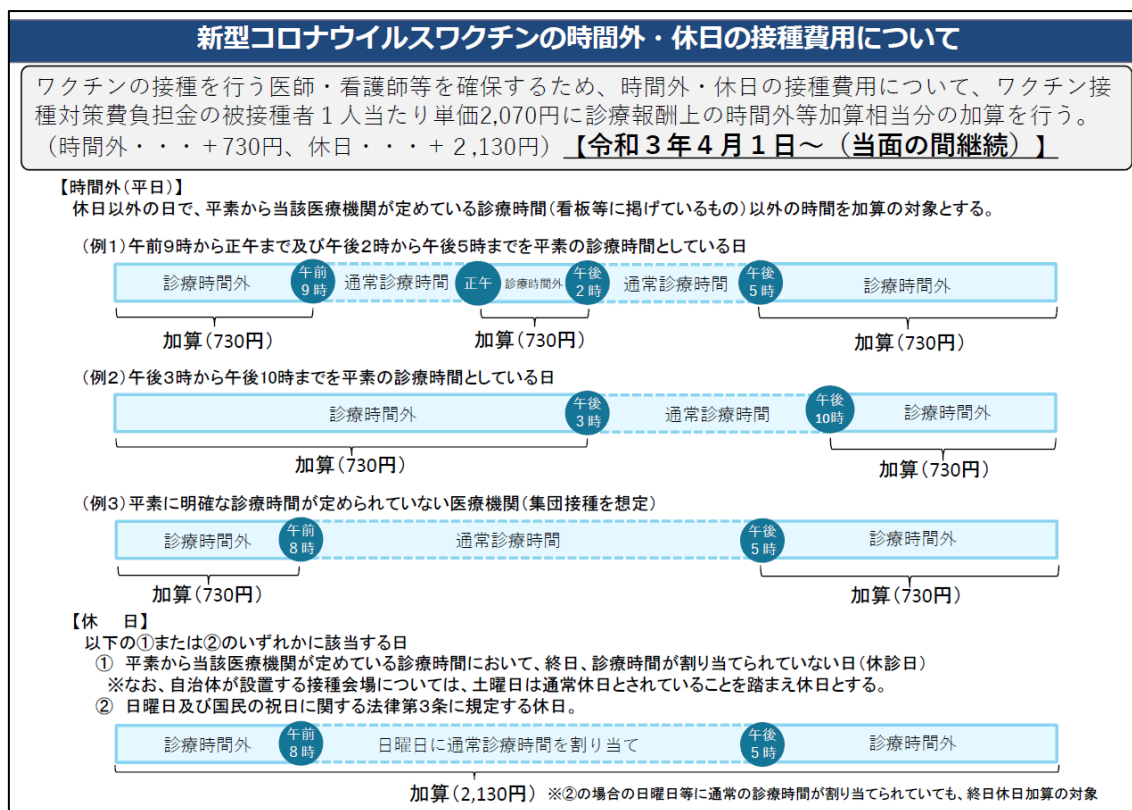 新型コロナウイルスワクチンの時間外・休日の接種費用について
ワクチンの接種を行う医師・看護師等を確保するため、時間外・休日の接種費用について、ワクチン接
種対策費負担金の被接種者１人当たり単価2,070円に診療報酬上の時間外等加算相当分の加算を行う。
（時間外・・・＋730円、休日・・・＋２,130円）【令和３年４月１日～（当面の間継続）】
【時間外（平日）】
休日以外の日で、平素から当該医療機関が定めている診療時間（看板等に掲げているもの）以外の時間を加算の対象とする。
（例１）午前９時から正午まで及び午後２時から午後５時までを平素の診療時間としている日
診療時間外 午前９時 通常診療時間 正午 診療時間外 午後２時 通常診療時間 午後５時 診療時間外
加算（730円） 加算（730円） 加算（730円）
（例２）午後３時から午後10時までを平素の診療時間としている日
診療時間外 午後３時 通常診療時間 午後10時 診療時間外
加算（730円） 加算（730円）
（例３）平素に明確な診療時間が定められていない医療機関（集団接種を想定）
診療時間外 午前８時 通常診療時間 午後５時 診療時間外
加算（730円） 加算（730円）
【休　日】
以下の①または②のいずれかに該当する日
① 平素から当該医療機関が定めている診療時間において、終日、診療時間が割り当てられていない日（休診日）
※なお、自治体が設置する接種会場については、土曜日は通常休日とされていることを踏まえ休日とする。
② 日曜日及び国民の祝日に関する法律第３条に規定する休日。
診療時間外 午前８時 日曜日に通常診療時間を割り当て 午後５時 診療時間外
加算（2,130円） ※②の場合の日曜日等に通常の診療時間が割り当てられていても、終日休日加算の対象